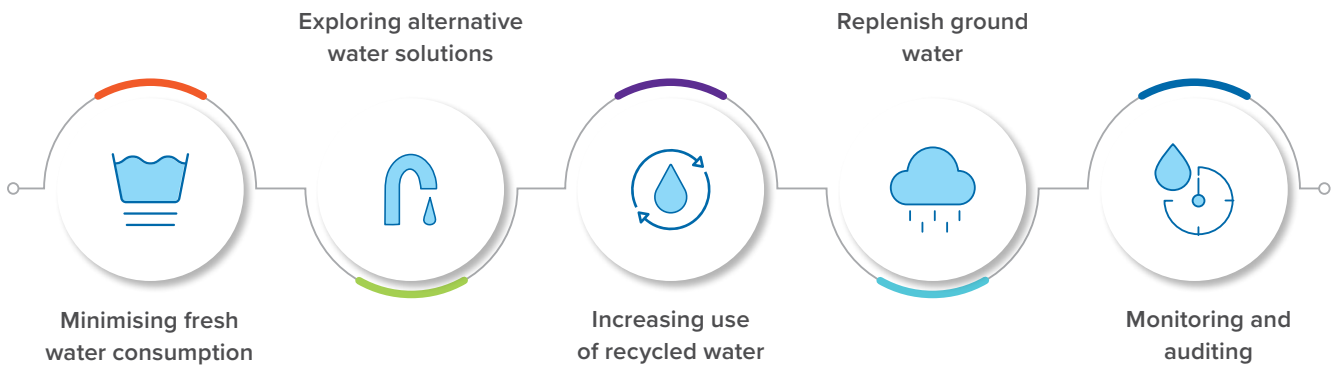 Minimising fresh
water consumption
Exploring alternative
water solutions
Increasing use
of recycled water
Replenish ground
water
Monitoring and
auditing